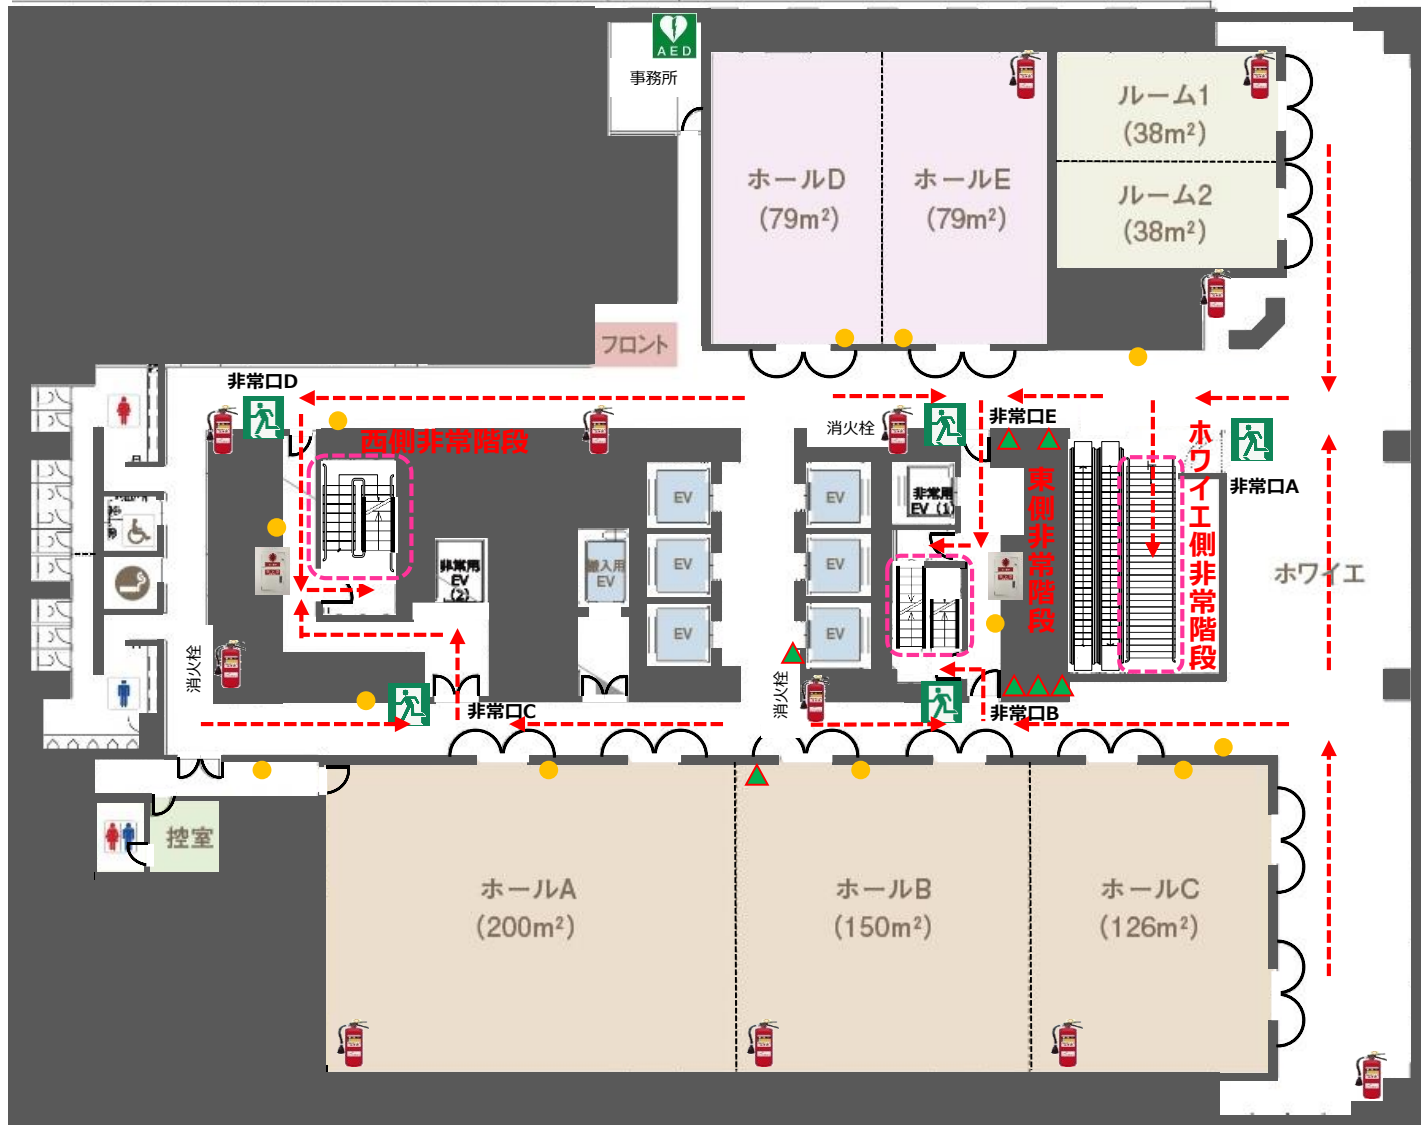 AED
事務所
ルーム1
(38m²)
ルーム2
(38m²)
ホールD
(79m²)
ホールE
(79m²)
フロント
非常口D
西側非常階段
消火栓
非常口E
非常口A
ホワイエ側非常階段
東側非常階段
ホワイエ
EV
EV
EV
EV
EV
EV
非常用
EV(1)
非常用
EV
(2)
搬入用
EV
消火栓
消火栓
非常口C
非常口B
控室
ホールA
(200m²)
ホールB
(150m²)
ホールC
(126m²)